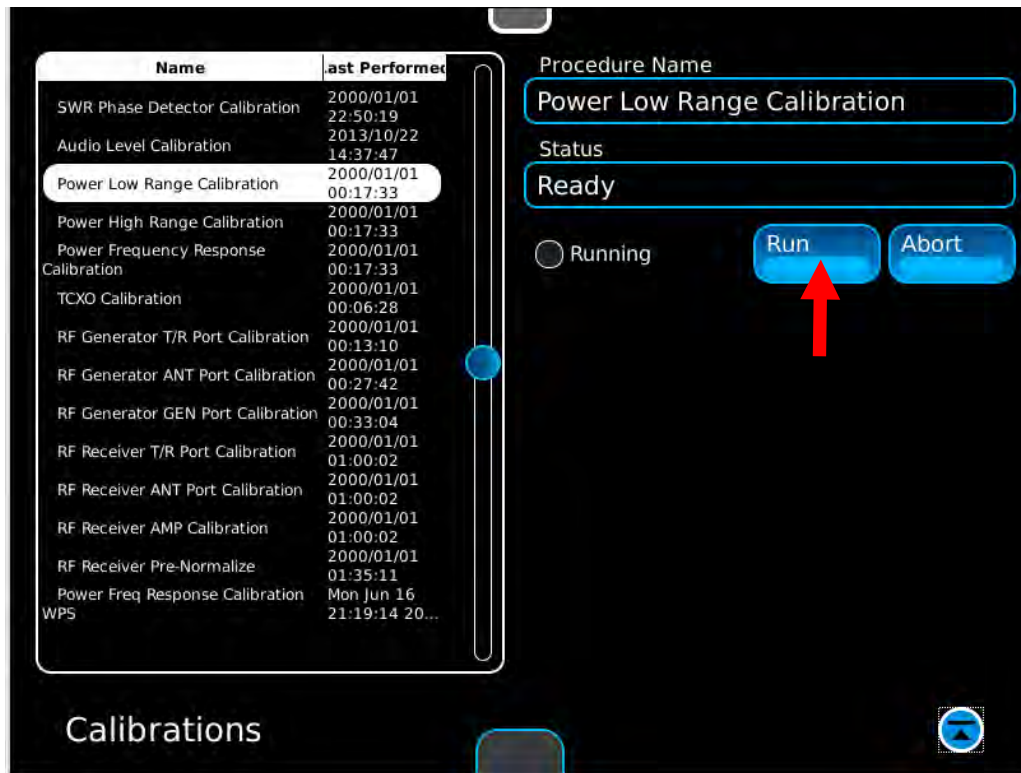 Name .ast Performed
SWR Phase Detector Calibration 2000/01/01
22:50:19
Audio Level Calibration 2013/10/22
14:37:47
Power Low Range Calibration 2000/01/01
00:17:33
Power High Range Calibration 2000/01/01
00:17:33
Power Frequency Response 2000/01/01
Calibration 00:17:33
TCXO Calibration 2000/01/01
00:06:28
RF Generator T/R Port Calibration 2000/01/01
00:13:10
RF Generator ANT Port Calibration 2000/01/01
00:27:42
RF Generator GEN Port Calibration 2000/01/01
00:33:04
RF Receiver T/R Port Calibration 2000/01/01
01:00:02
RF Receiver ANT Port Calibration 2000/01/01
01:00:02
RF Receiver AMP Calibration 2000/01/01
01:00:02
RF Receiver Pre-Normalize 2000/01/01
01:35:11
Power Freq Response Calibration Mon Jun 16
WPS 21:19:14 20...
Procedure Name
Power Low Range Calibration
Status
Ready
Running Run Abort
Calibrations